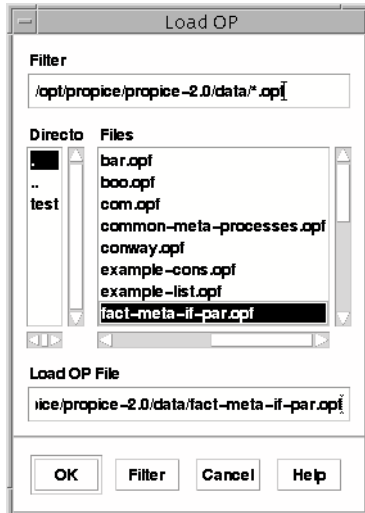 Load OP
Filter
/opt/propice/propice-2.0/data/*.opf
Directo Files
.
..
test
bar.opf
boo.opf
com.opf
common-meta-processes.opf
conway.opf
example-cons.opf
example-list.opf
fact-meta-if-par.opf
Load OP File
ice/propice-2.0/data/fact-meta-if-par.opf
OK Filter Cancel Help